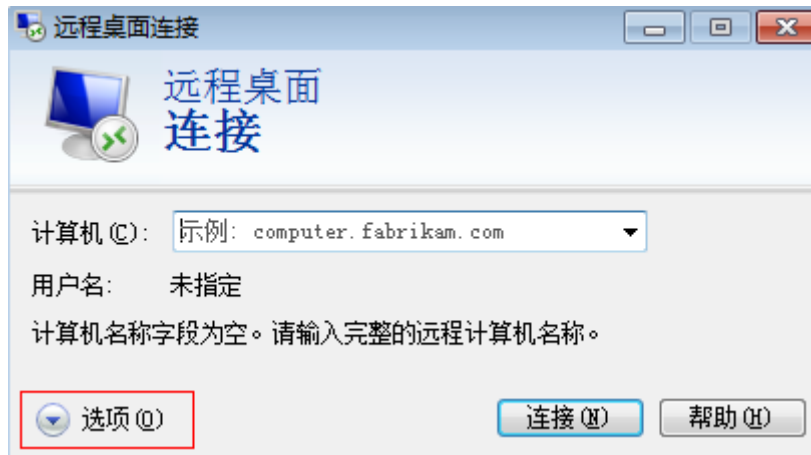 远程桌面连接
远程桌面
连接
计算机(C): 示例: computer.fabrikam.com
用户名: 未指定
计算机名称字段为空。请输入完整的远程计算机名称。
选项(O) 连接(N) 帮助(H)